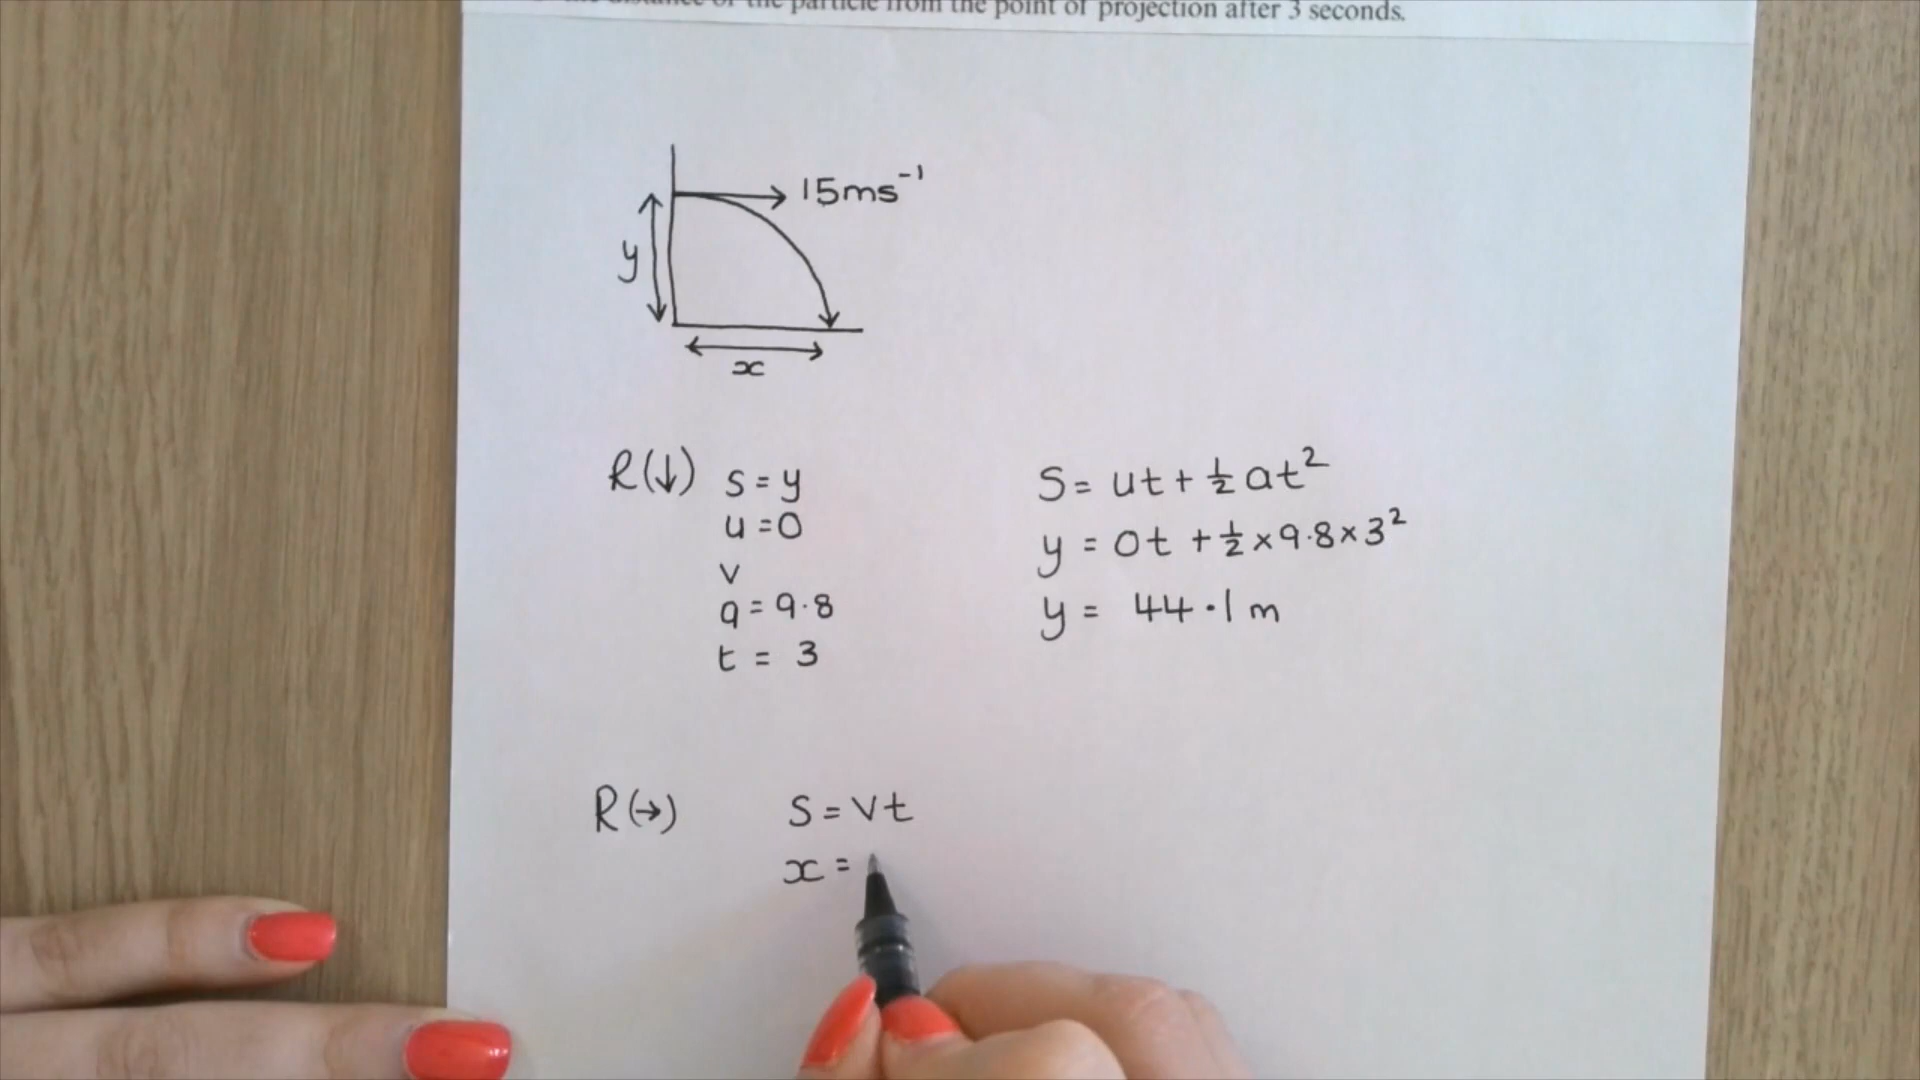 the distance of the particle from the point of projection after 3 seconds.
15ms⁻¹
y
x
R(↓) s = y
u = 0
v
a = 9.8
t = 3
S = ut + ½at²
y = 0t + ½ × 9.8 × 3²
y = 44.1 m
R(→) S = vt
x =